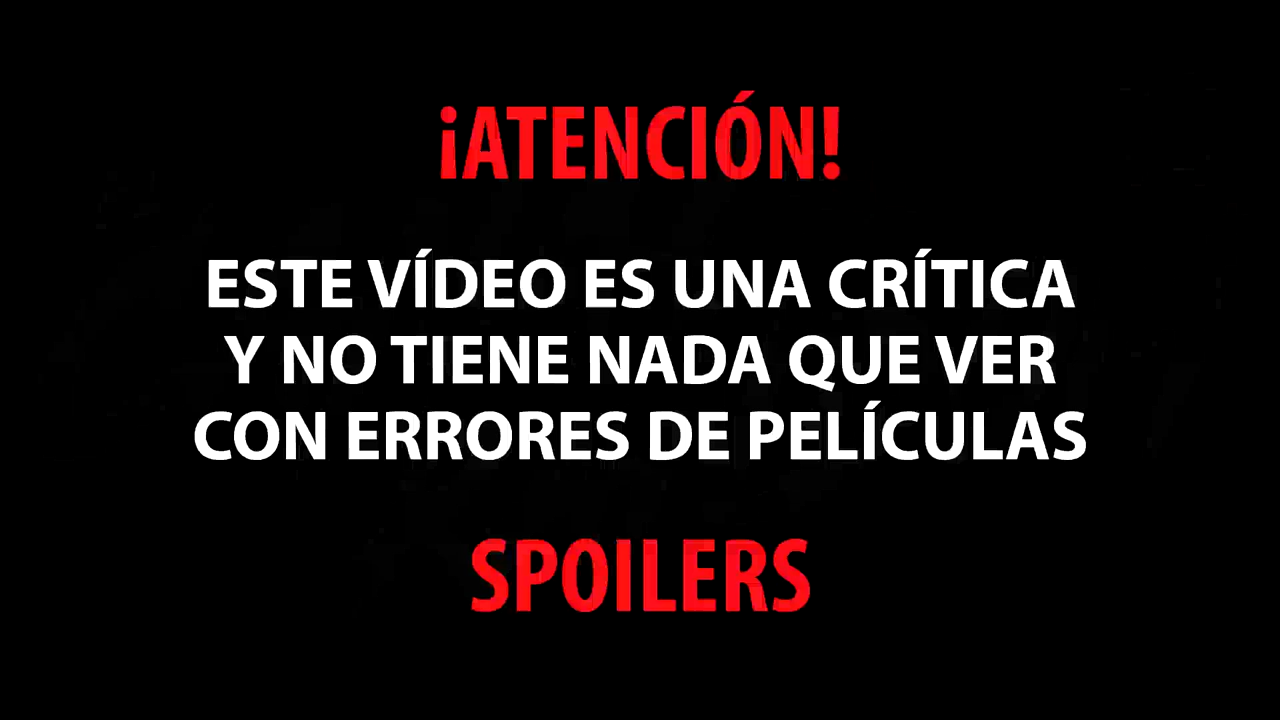 ¡ATENCIÓN!
ESTE VÍDEO ES UNA CRÍTICA
Y NO TIENE NADA QUE VER
CON ERRORES DE PELÍCULAS
SPOILERS